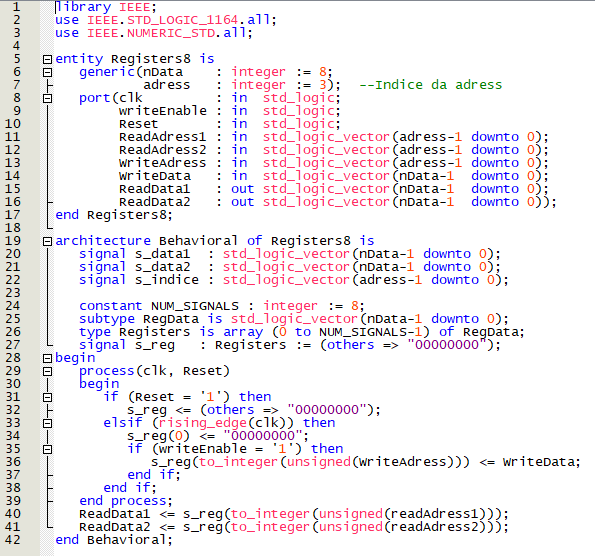 1 library IEEE;
2 use IEEE.STD_LOGIC_1164.all;
3 use IEEE.NUMERIC_STD.all;
4
5 entity Registers8 is
6 generic(nData : integer := 8;
7 adress : integer := 3); --Indice da adress
8 port(clk : in std_logic;
9 writeEnable : in std_logic;
10 Reset : in std_logic;
11 ReadAdress1 : in std_logic_vector(adress-1 downto 0);
12 ReadAdress2 : in std_logic_vector(adress-1 downto 0);
13 WriteAdress : in std_logic_vector(adress-1 downto 0);
14 WriteData : in std_logic_vector(nData-1 downto 0);
15 ReadData1 : out std_logic_vector(nData-1 downto 0);
16 ReadData2 : out std_logic_vector(nData-1 downto 0));
17 end Registers8;
18
19 architecture Behavioral of Registers8 is
20 signal s_data1 : std_logic_vector(nData-1 downto 0);
21 signal s_data2 : std_logic_vector(nData-1 downto 0);
22 signal s_indice : std_logic_vector(adress-1 downto 0);
23
24 constant NUM_SIGNALS : integer := 8;
25 subtype RegData is std_logic_vector(nData-1 downto 0);
26 type Registers is array (0 to NUM_SIGNALS-1) of RegData;
27 signal s_reg : Registers := (others => "00000000");
28 begin
29 process(clk, Reset)
30 begin
31 if (Reset = '1') then
32 s_reg <= (others => "00000000");
33 elsif (rising_edge(clk)) then
34 s_reg(0) <= "00000000";
35 if (writeEnable = '1') then
36 s_reg(to_integer(unsigned(WriteAdress))) <= WriteData;
37 end if;
38 end if;
39 end process;
40 ReadData1 <= s_reg(to_integer(unsigned(readAdress1)));
41 ReadData2 <= s_reg(to_integer(unsigned(readAdress2)));
42 end Behavioral;